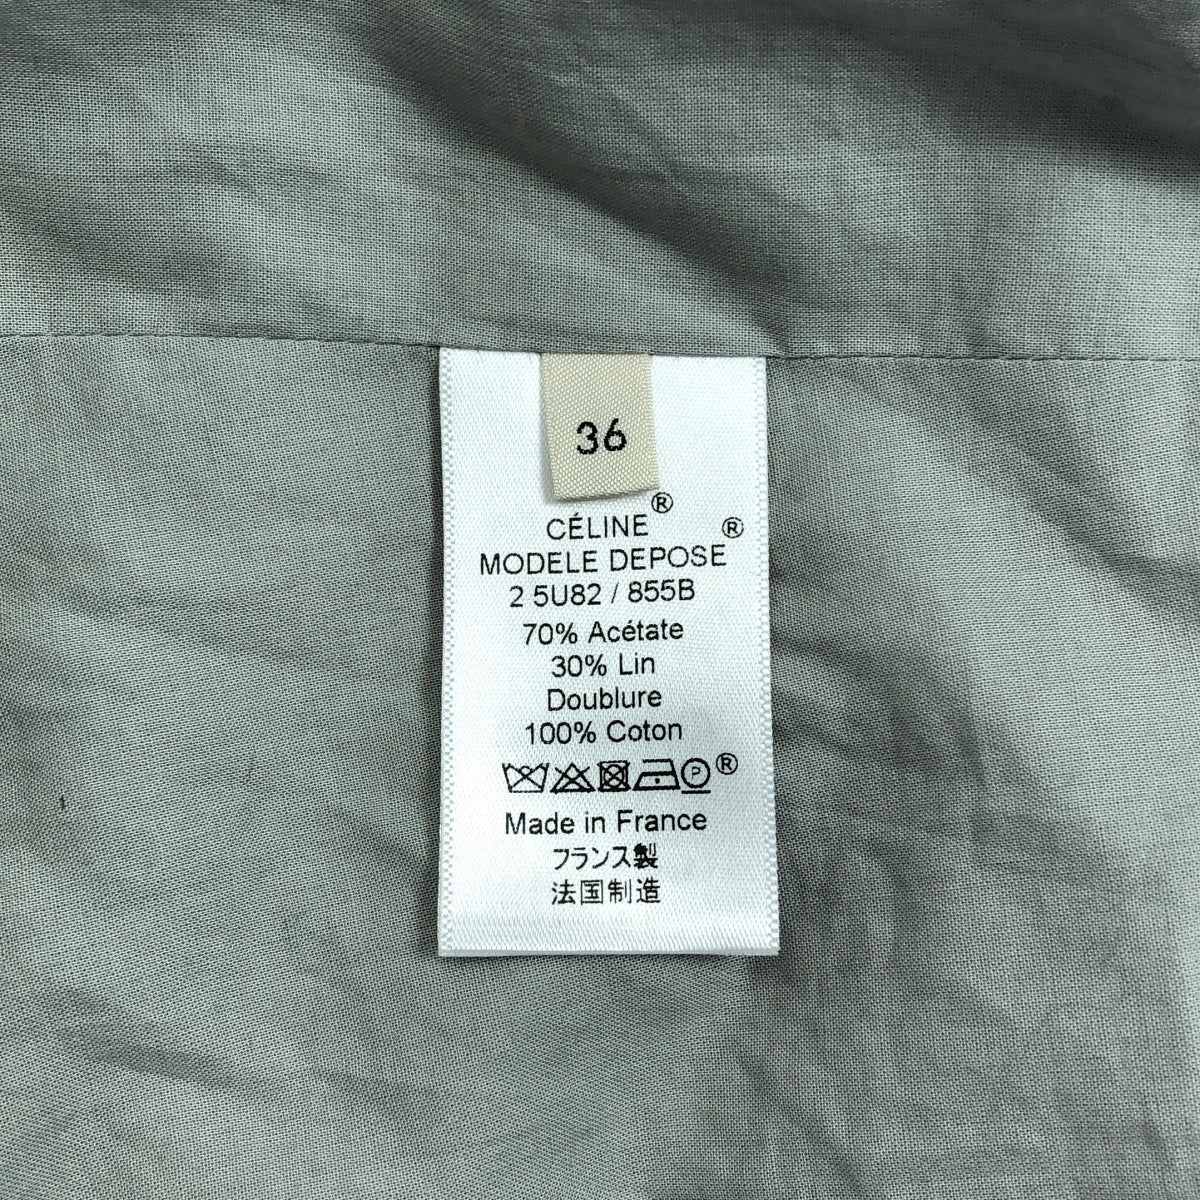 36
CÉLINE®
MODELE DEPOSE®
2 5U82 / 855B
70% Acétate
30% Lin
Doublure
100% Coton
P ®
Made in France
フランス製
法国制造